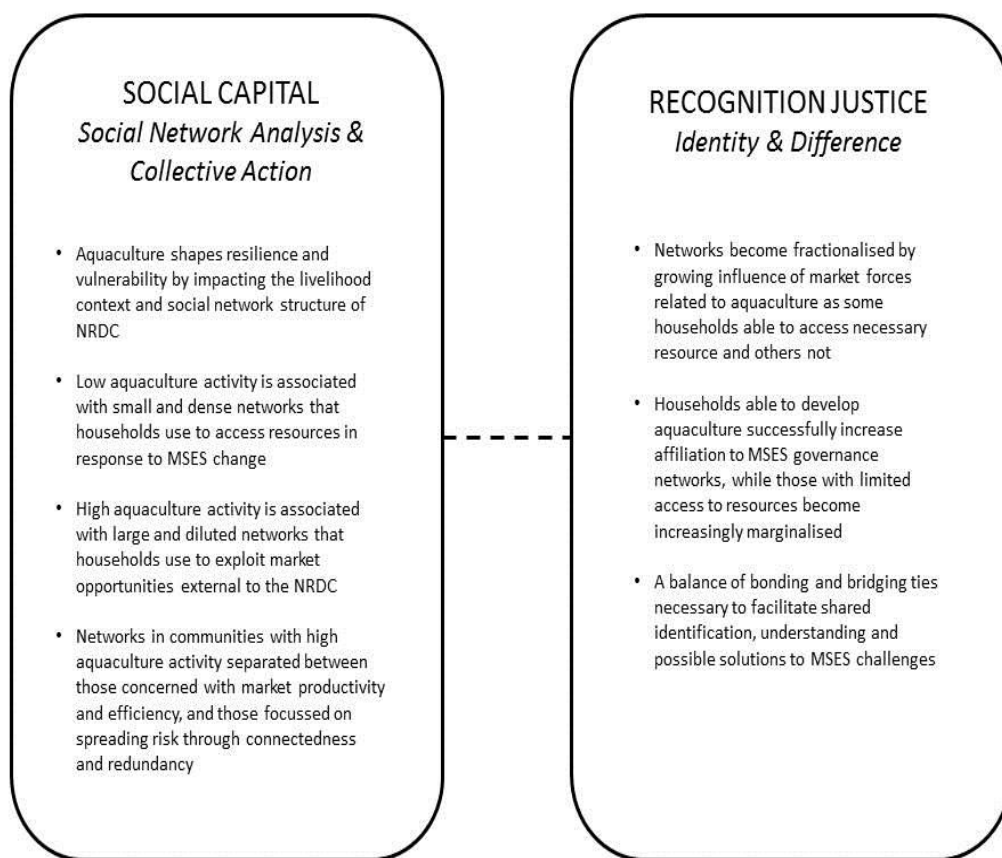 SOCIAL CAPITAL
Social Network Analysis &
Collective Action
• Aquaculture shapes resilience and
vulnerability by impacting the livelihood
context and social network structure of
NRDC
• Low aquaculture activity is associated
with small and dense networks that
households use to access resources in
response to MSES change
• High aquaculture activity is associated
with large and diluted networks that
households use to exploit market
opportunities external to the NRDC
• Networks in communities with high
aquaculture activity separated between
those concerned with market productivity
and efficiency, and those focussed on
spreading risk through connectedness
and redundancy
RECOGNITION JUSTICE
Identity & Difference
• Networks become fractionalised by
growing influence of market forces
related to aquaculture as some
households able to access necessary
resource and others not
• Households able to develop
aquaculture successfully increase
affiliation to MSES governance
networks, while those with limited
access to resources become
increasingly marginalised
• A balance of bonding and bridging ties
necessary to facilitate shared
identification, understanding and
possible solutions to MSES challenges